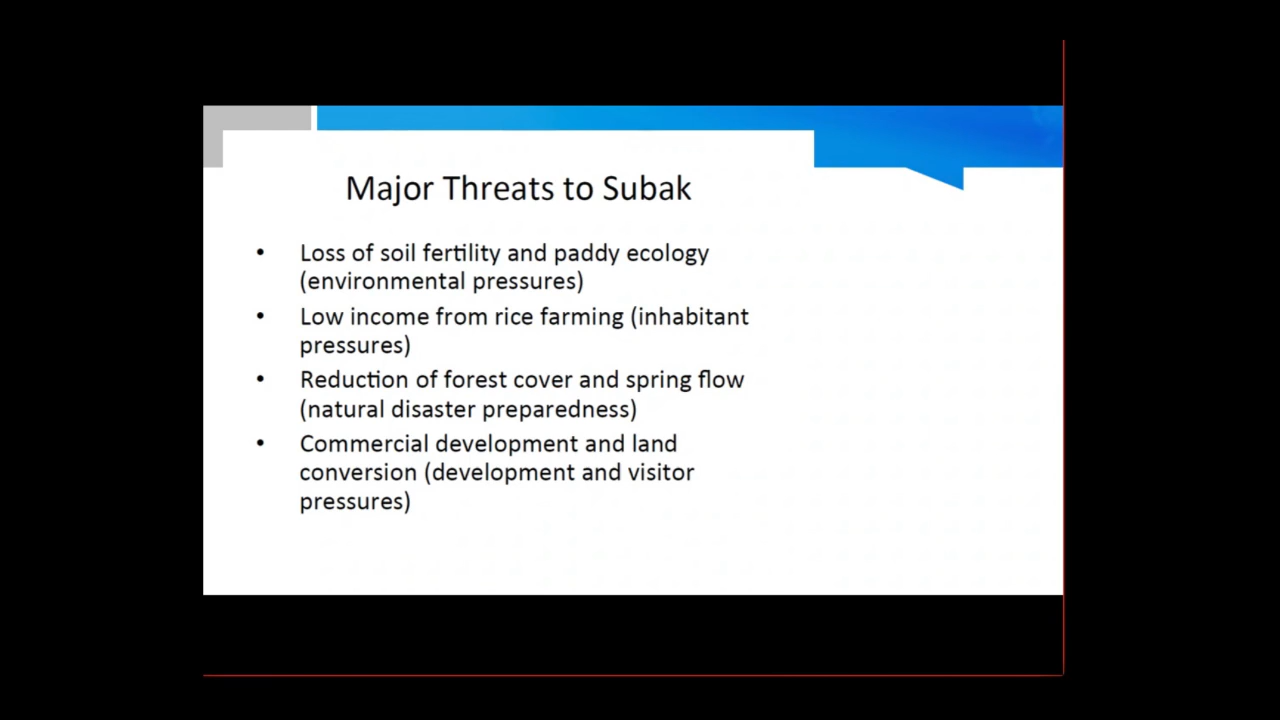 Major Threats to Subak
• Loss of soil fertility and paddy ecology
(environmental pressures)
• Low income from rice farming (inhabitant
pressures)
• Reduction of forest cover and spring flow
(natural disaster preparedness)
• Commercial development and land
conversion (development and visitor
pressures)